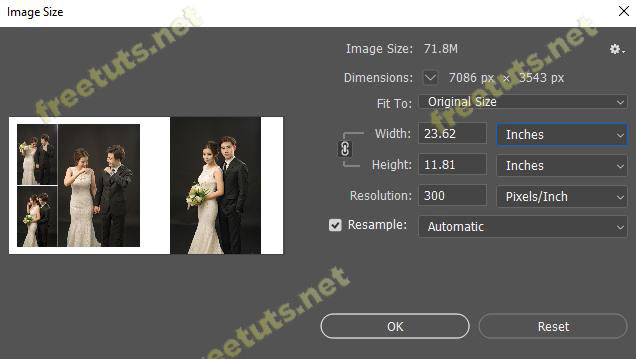 Image Size
Image Size: 71.8M
Dimensions: 7086 px × 3543 px
Fit To: Original Size
Width: 23.62 Inches
Height: 11.81 Inches
Resolution: 300 Pixels/Inch
Resample: Automatic
OK Reset
freetuts.net
freetuts.net
freetuts.net
freetuts.net